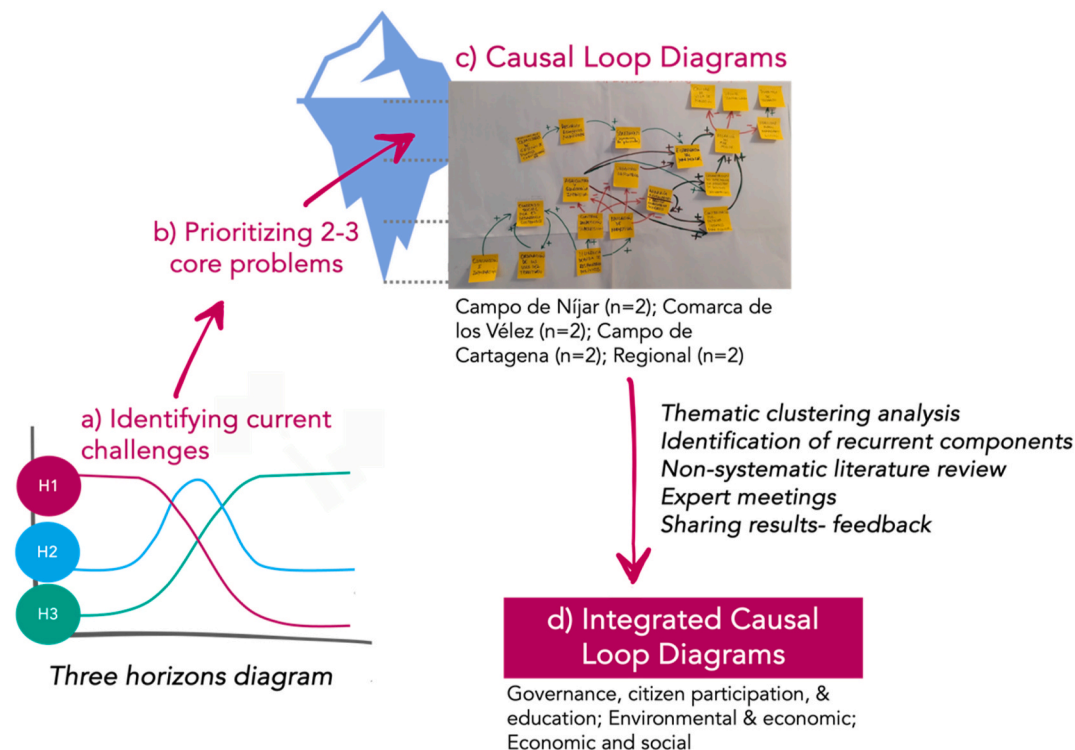 c) Causal Loop Diagrams
b) Prioritizing 2-3
core problems
Campo de Níjar (n=2); Comarca de
los Vélez (n=2); Campo de
Cartagena (n=2); Regional (n=2)
a) Identifying current
challenges
H1
H2
H3
Three horizons diagram
Thematic clustering analysis
Identification of recurrent components
Non-systematic literature review
Expert meetings
Sharing results- feedback
d) Integrated Causal
Loop Diagrams
Governance, citizen participation, &
education; Environmental & economic;
Economic and social